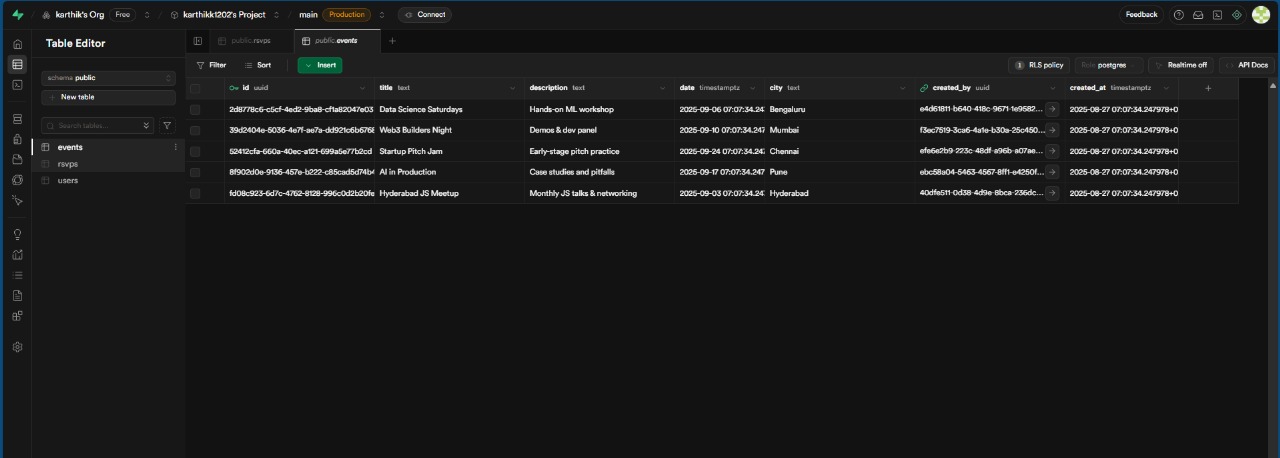 karthik's Org Free karthikk1202's Project main Production Connect Feedback
Table Editor public.rsvps public.events
Filter Sort Insert 1 RLS policy Role postgres Realtime off API Docs
schema public
New table
Search tables...
events
rsvps
users
id uuid title text description text date timestamptz city text created_by uuid created_at timestamptz
2d8778c6-c5cf-4ed2-9ba8-cf1a82047e03 Data Science Saturdays Hands-on ML workshop 2025-09-06 07:07:34.247 Bengaluru e4d61811-b640-418c-9671-1e9582... 2025-08-27 07:07:34.247978+0
39d2404e-5036-4e7f-ae7a-dd921c6b6768 Web3 Builders Night Demos & dev panel 2025-09-10 07:07:34.247 Mumbai f3ec7519-3ca6-4a1e-b30a-25c450... 2025-08-27 07:07:34.247978+0
52412cfa-660a-40ec-a121-699a5e77b2cd Startup Pitch Jam Early-stage pitch practice 2025-09-24 07:07:34.247 Chennai efe6e2b9-223c-48df-a96b-a07ae... 2025-08-27 07:07:34.247978+0
8f902d0e-9136-457e-b222-c85cad5d74b4 AI in Production Case studies and pitfalls 2025-09-17 07:07:34.247 Pune ebc58a04-5463-4567-8ff1-e4250f... 2025-08-27 07:07:34.247978+0
fd08c923-6d7c-4762-8128-996c0d2b20fe Hyderabad JS Meetup Monthly JS talks & networking 2025-09-03 07:07:34.247 Hyderabad 40dfe511-0d38-4d9e-8bca-236dc... 2025-08-27 07:07:34.247978+0